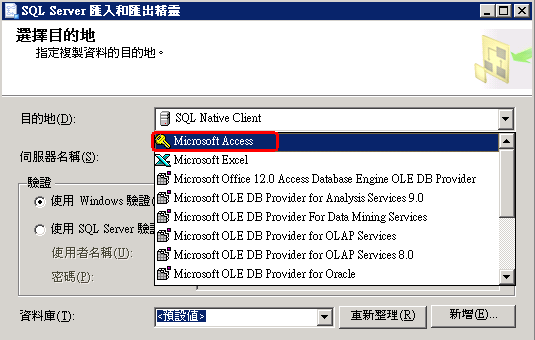 SQL Server 匯入和匯出精靈
選擇目的地
指定複製資料的目的地。
目的地(D):
SQL Native Client
Microsoft Access
伺服器名稱(S):
Microsoft Excel
Microsoft Office 12.0 Access Database Engine OLE DB Provider
驗證
Microsoft OLE DB Provider for Analysis Services 9.0
使用 Windows 驗證(
Microsoft OLE DB Provider For Data Mining Services
使用 SQL Server 驗
Microsoft OLE DB Provider for OLAP Services
使用者名稱(U):
Microsoft OLE DB Provider for OLAP Services 8.0
密碼(P):
Microsoft OLE DB Provider for Oracle
資料庫(T):
<預設值>
重新整理(R)
新增(E)...